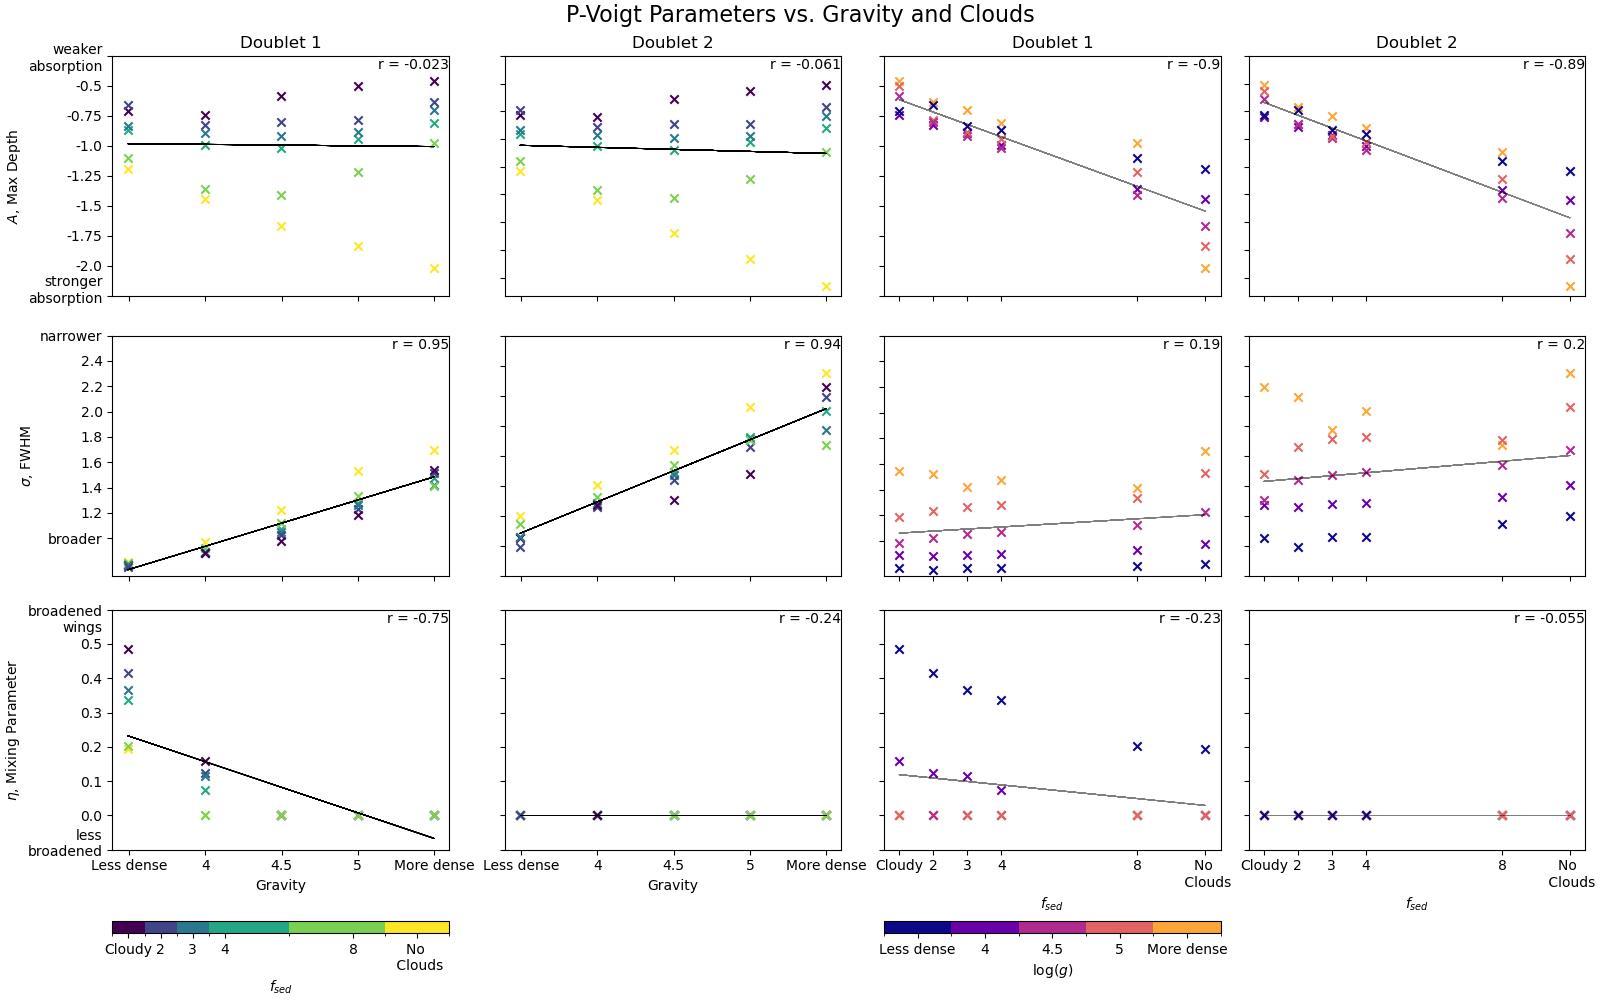 P-Voigt Parameters vs. Gravity and Clouds
Doublet 1
Doublet 2
Doublet 1
Doublet 2
weaker
absorption
-0.5
-0.75
-1.0
-1.25
-1.5
-1.75
-2.0
stronger
absorption
A, Max Depth
r = -0.023
r = -0.061
r = -0.9
r = -0.89
narrower
2.4
2.2
2.0
1.8
1.6
1.4
1.2
broader
σ, FWHM
r = 0.95
r = 0.94
r = 0.19
r = 0.2
broadened
wings
0.5
0.4
0.3
0.2
0.1
0.0
less
broadened
η, Mixing Parameter
r = -0.75
r = -0.24
r = -0.23
r = -0.055
Less dense 4 4.5 5 More dense
Gravity
Less dense 4 4.5 5 More dense
Gravity
Cloudy 2 3 4 8 No
Clouds
f_sed
Cloudy 2 3 4 8 No
Clouds
f_sed
Cloudy 2 3 4 8 No
Clouds
f_sed
Less dense 4 4.5 5 More dense
log(g)